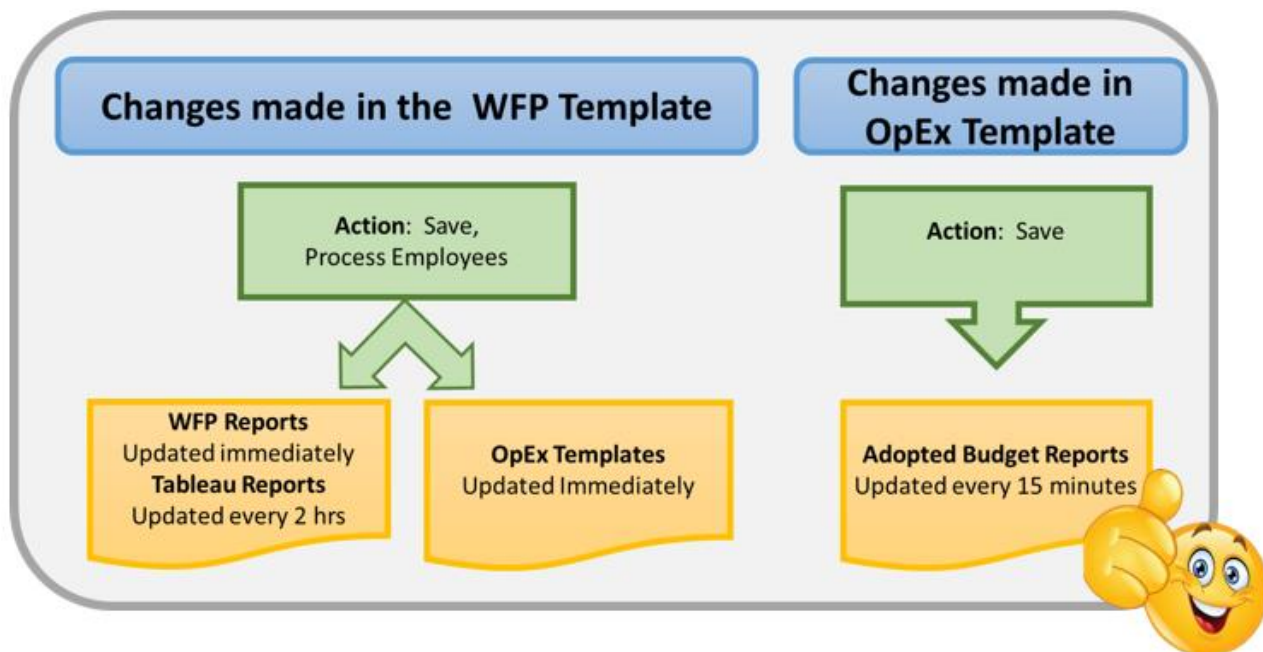 Changes made in the WFP Template
Changes made in
OpEx Template
Action: Save,
Process Employees
Action: Save
WFP Reports
Updated immediately
Tableau Reports
Updated every 2 hrs
OpEx Templates
Updated Immediately
Adopted Budget Reports
Updated every 15 minutes